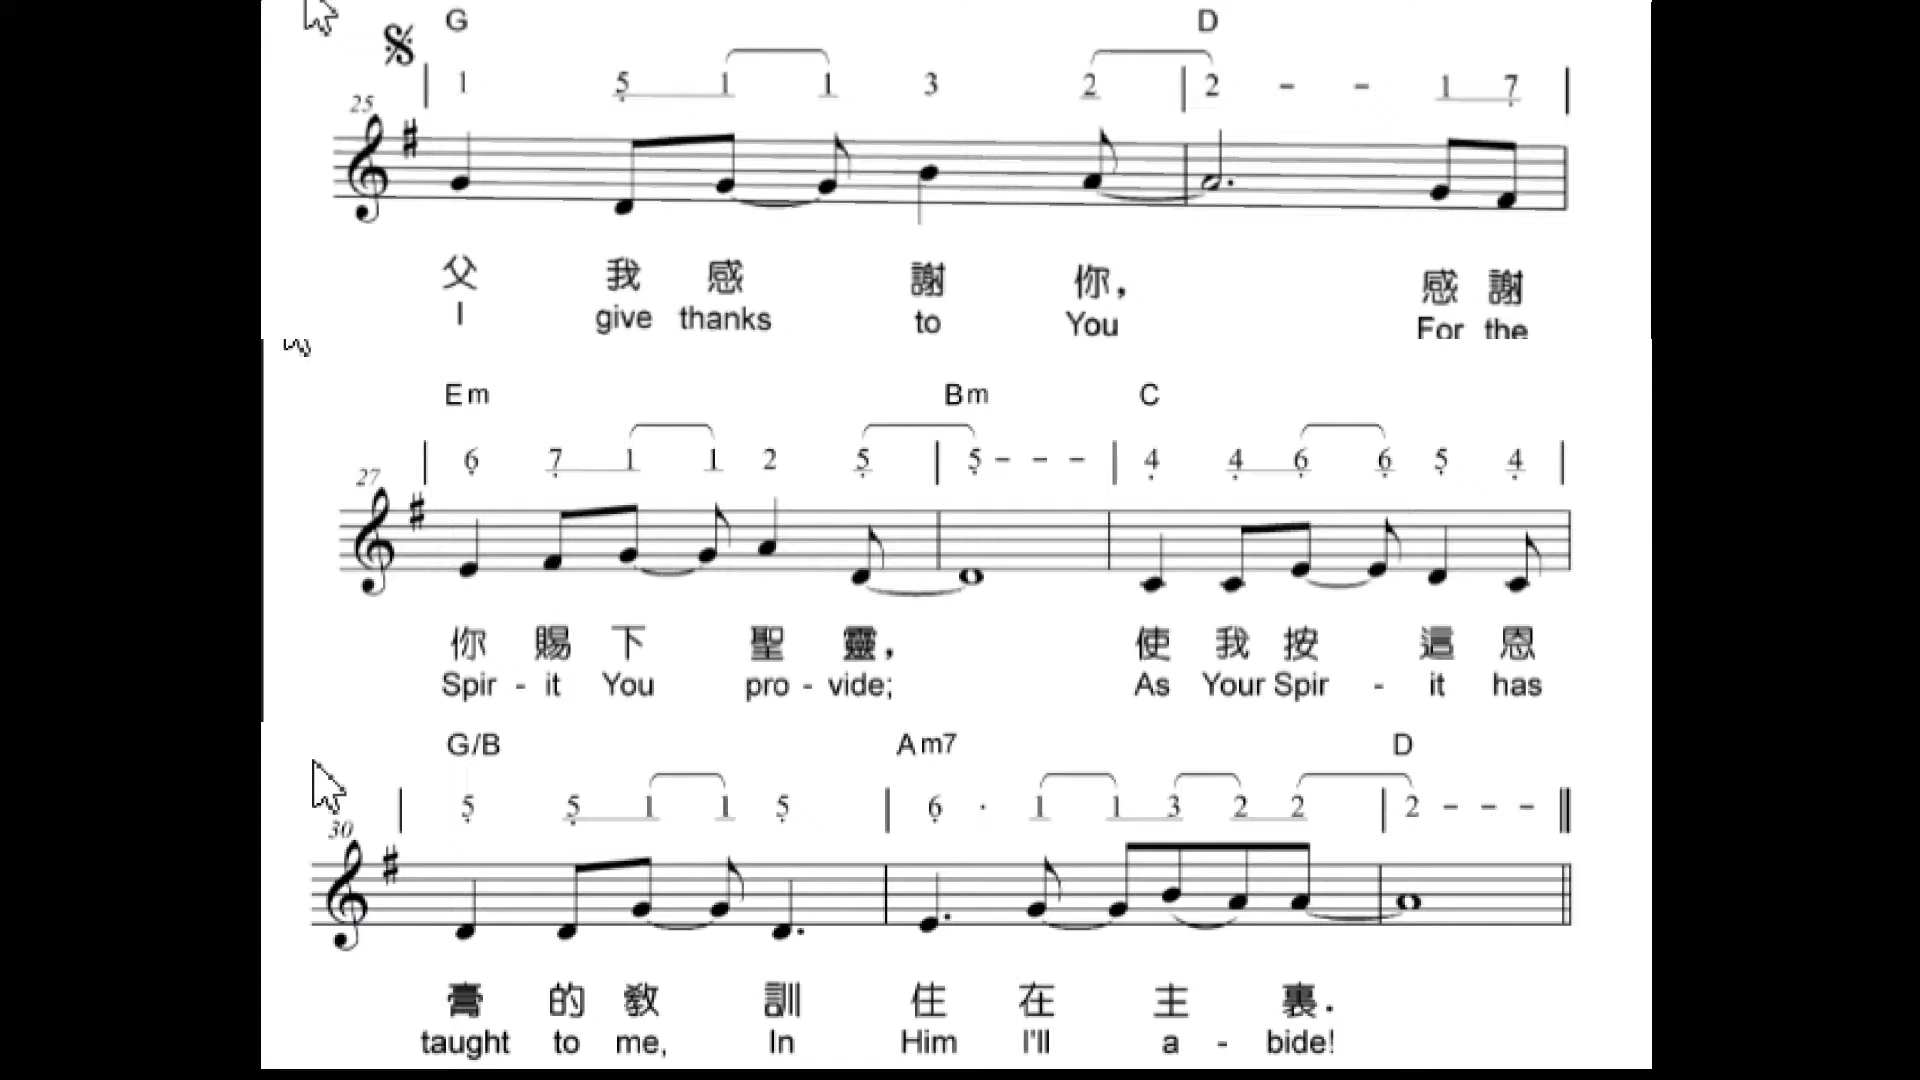 G D
1 5 1 1 3 2 2 - - 1 7
25
父 我 感 謝 你, 感 謝
I give thanks to You For the
Em Bm C
6 7 1 1 2 5 5 - - - 4 4 6 6 5 4
27
你 賜 下 聖 靈, 使 我 按 這 恩
Spir - it You pro - vide; As Your Spir - it has
G/B Am7 D
5 5 1 1 5 6 · 1 1 3 2 2 2 - - -
30
膏 的 教 訓 住 在 主 裏.
taught to me, In Him I'll a - bide!